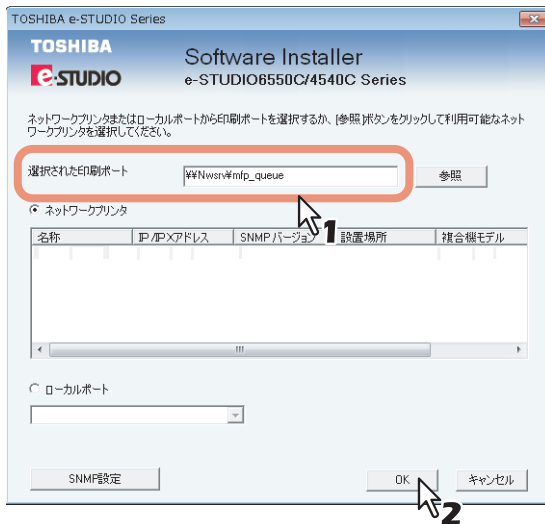 TOSHIBA e-STUDIO Series
TOSHIBA
e-STUDIO
Software Installer
e-STUDIO6550C/4540C Series
ネットワークプリンタまたはローカルポートから印刷ポートを選択するか、[参照]ボタンをクリックして利用可能なネット
ワークプリンタを選択してください。
選択された印刷ポート ¥¥Nwsrv¥mfp_queue 参照
1
ネットワークプリンタ
名称 IP/IPXアドレス SNMPバージョン 設置場所 複合機モデル
ローカルポート
SNMP設定 OK キャンセル
2